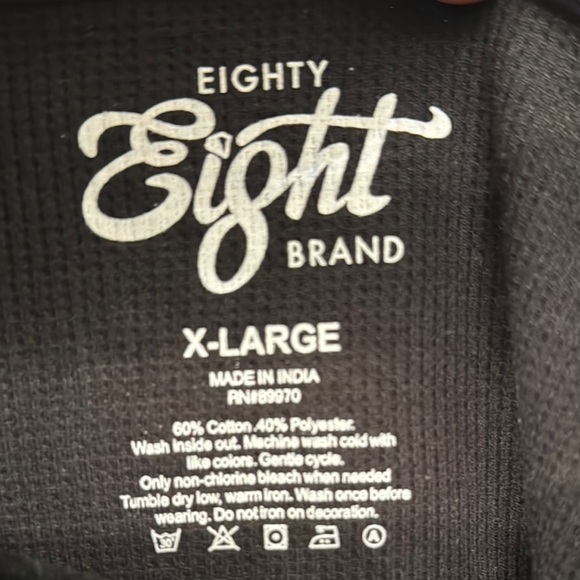 EIGHTY
Eight
BRAND
X-LARGE
MADE IN INDIA
RN#89970
60% Cotton 40% Polyester.
Wash inside out. Machine wash cold with
like colors. Gentle cycle.
Only non-chlorine bleach when needed
Tumble dry low, warm iron. Wash once before
wearing. Do not iron on decoration.
30° A